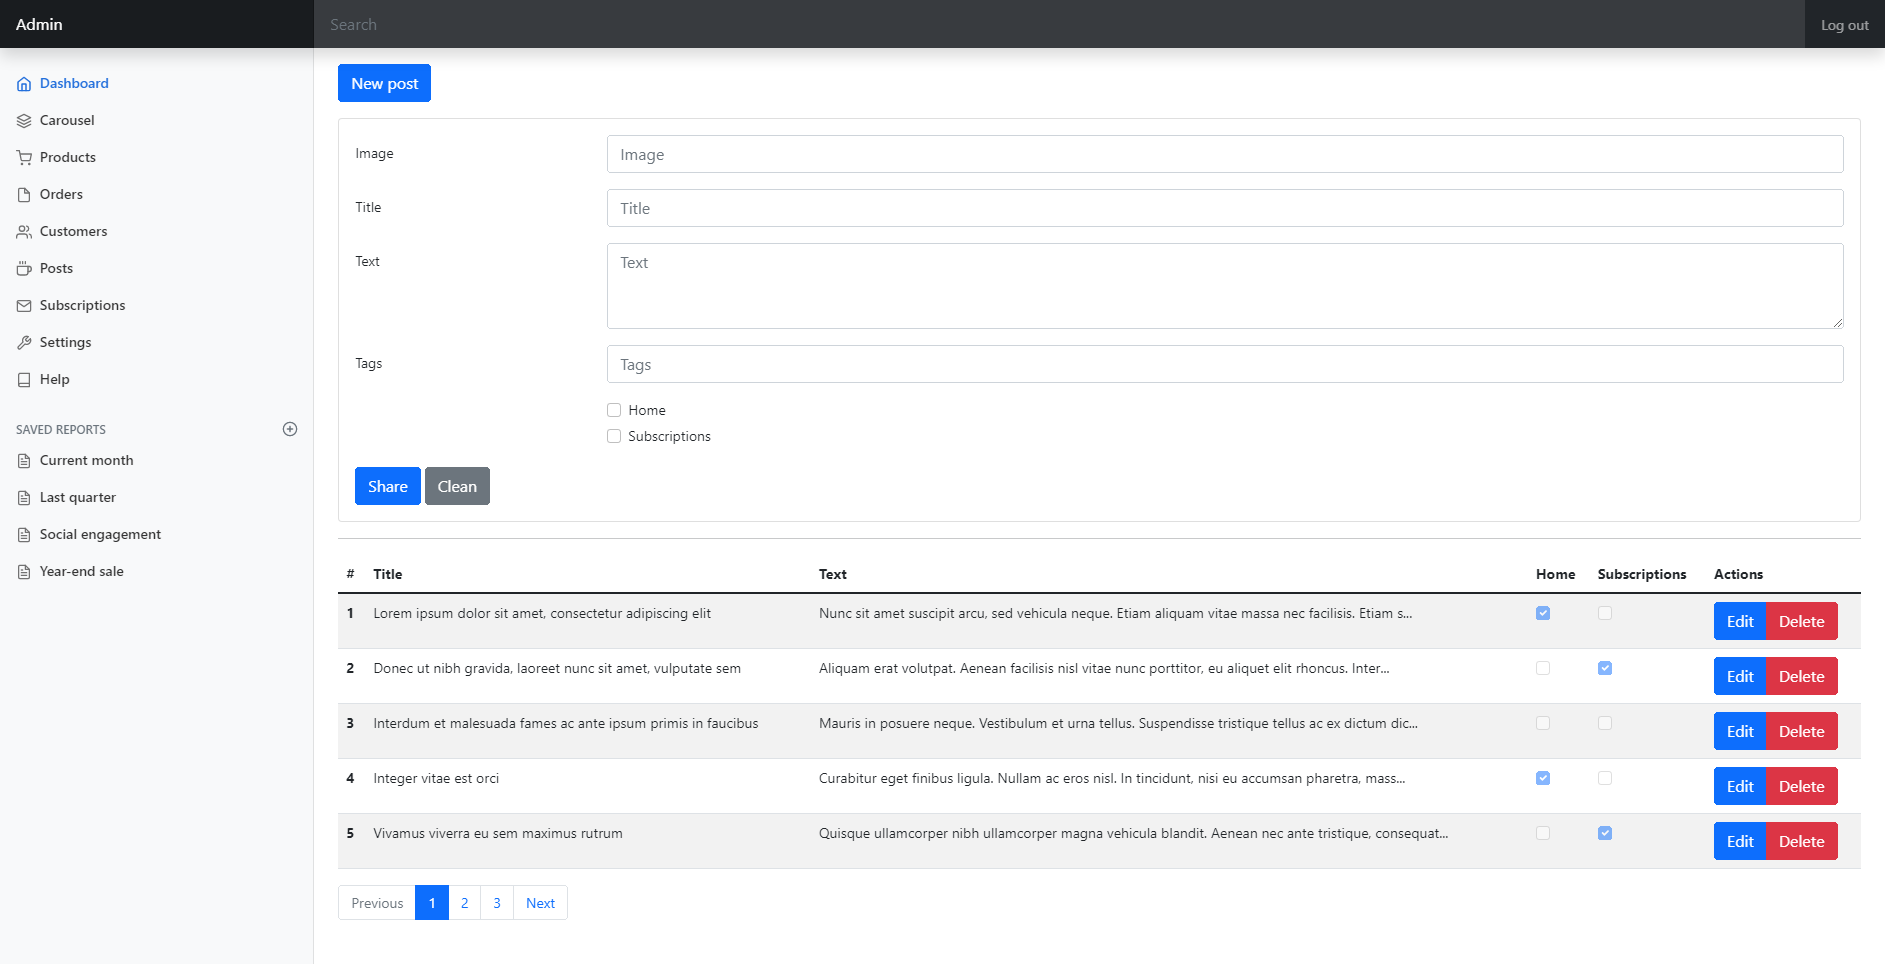 Admin Search Log out
Dashboard
Carousel
Products
Orders
Customers
Posts
Subscriptions
Settings
Help
SAVED REPORTS
Current month
Last quarter
Social engagement
Year-end sale
New post
Image Image
Title Title
Text Text
Tags Tags
Home
Subscriptions
Share Clean
# Title Text Home Subscriptions Actions
1 Lorem ipsum dolor sit amet, consectetur adipiscing elit Nunc sit amet suscipit arcu, sed vehicula neque. Etiam aliquam vitae massa nec facilisis. Etiam s... Edit Delete
2 Donec ut nibh gravida, laoreet nunc sit amet, vulputate sem Aliquam erat volutpat. Aenean facilisis nisl vitae nunc porttitor, eu aliquet elit rhoncus. Inter... Edit Delete
3 Interdum et malesuada fames ac ante ipsum primis in faucibus Mauris in posuere neque. Vestibulum et urna tellus. Suspendisse tristique tellus ac ex dictum dic... Edit Delete
4 Integer vitae est orci Curabitur eget finibus ligula. Nullam ac eros nisl. In tincidunt, nisi eu accumsan pharetra, mass... Edit Delete
5 Vivamus viverra eu sem maximus rutrum Quisque ullamcorper nibh ullamcorper magna vehicula blandit. Aenean nec ante tristique, consequat... Edit Delete
Previous 1 2 3 Next